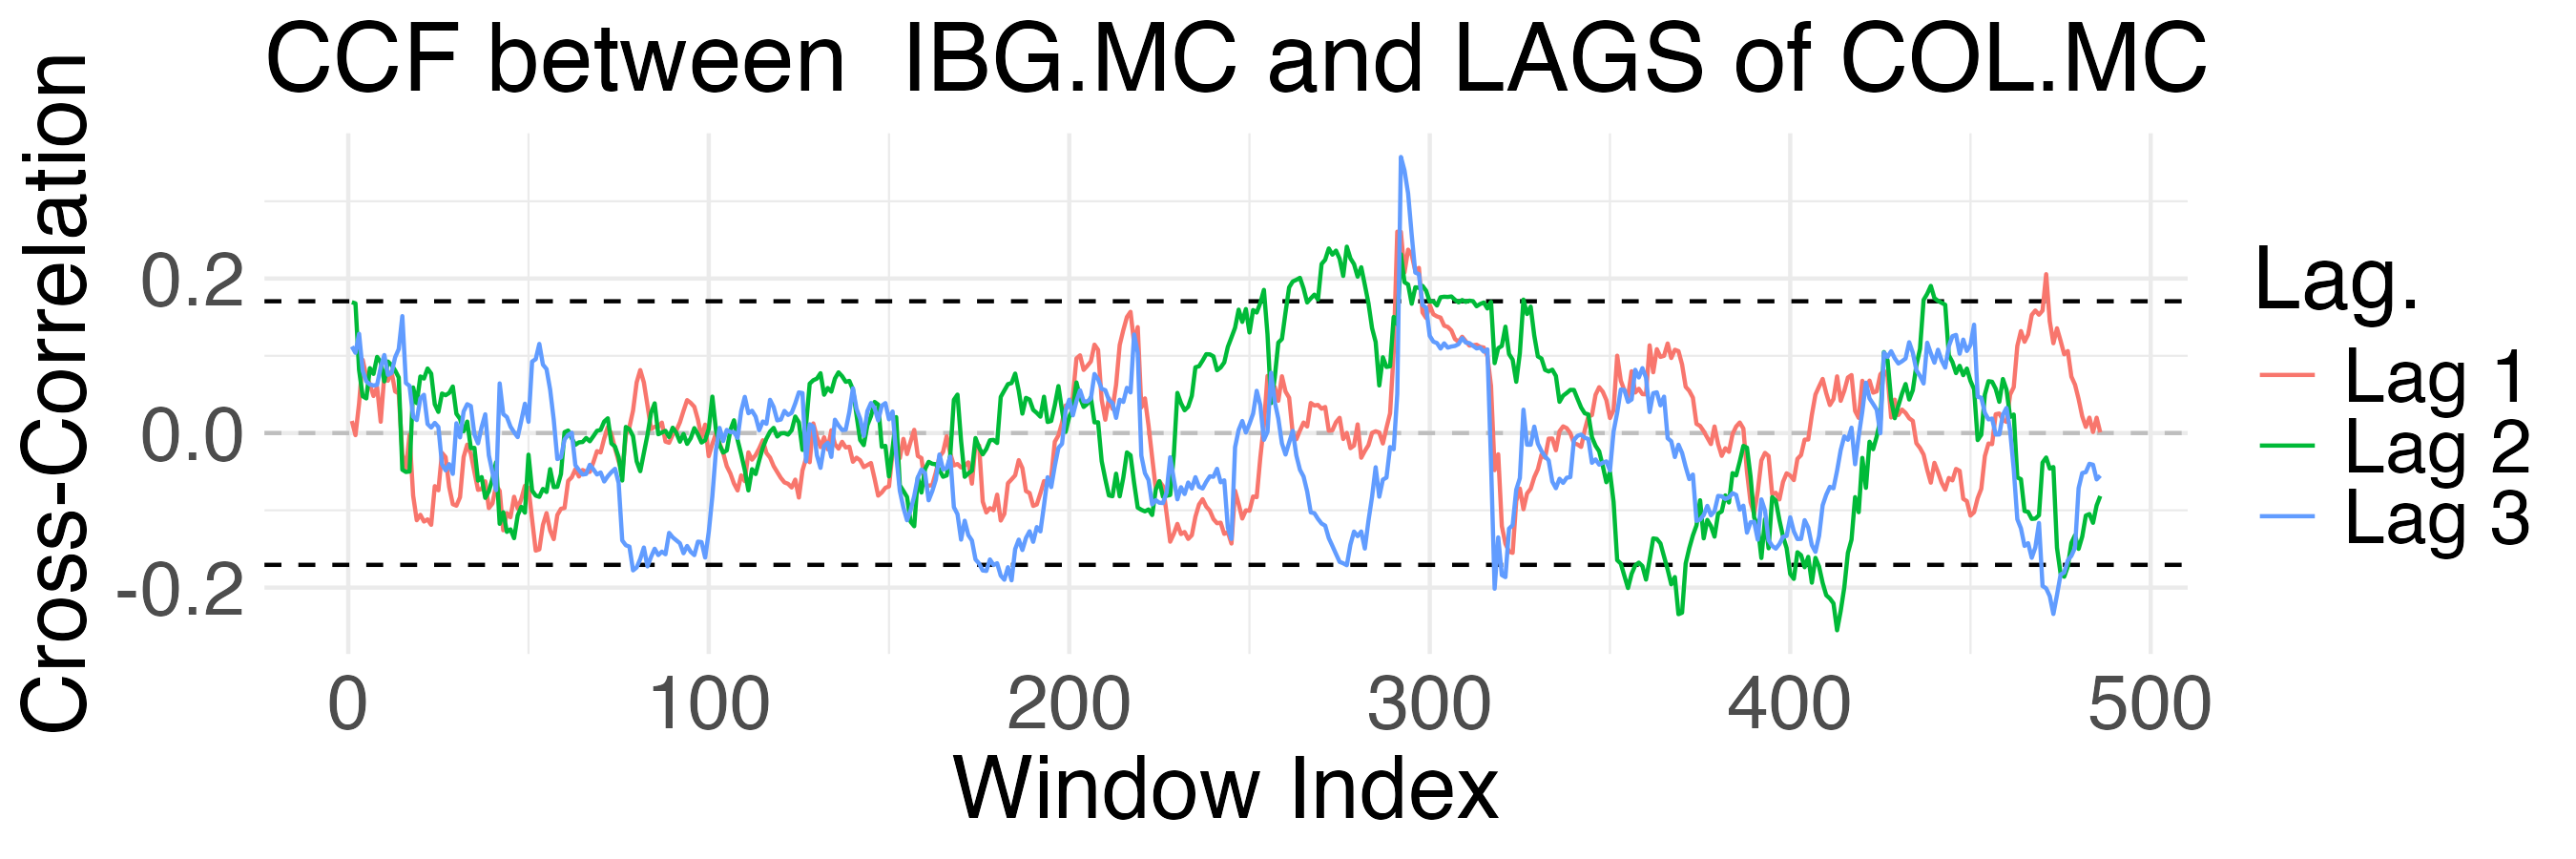 CCF between  IBG.MC and LAGS of COL.MC
Cross-Correlation
0.2
0.0
-0.2
0 100 200 300 400 500
Window Index
Lag.
Lag 1
Lag 2
Lag 3